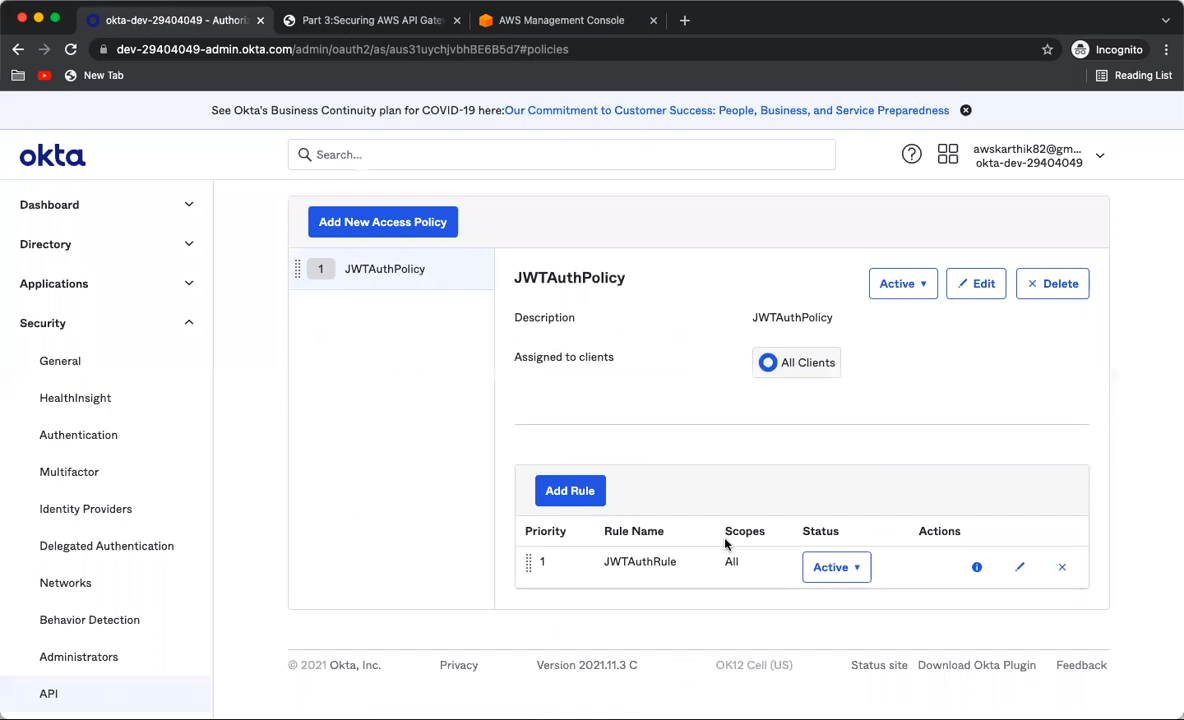 okta-dev-29404049 - Authoriz
Part 3:Securing AWS API Gate
AWS Management Console
dev-29404049-admin.okta.com/admin/oauth2/as/aus31uychjvbhBE6B5d7#policies
Incognito
New Tab
Reading List
See Okta's Business Continuity plan for COVID-19 here:Our Commitment to Customer Success: People, Business, and Service Preparedness
okta
Search...
awskarthik82@gm...
okta-dev-29404049
Dashboard
Directory
Applications
Security
General
HealthInsight
Authentication
Multifactor
Identity Providers
Delegated Authentication
Networks
Behavior Detection
Administrators
API
Add New Access Policy
1 JWTAuthPolicy
JWTAuthPolicy
Active
Edit
Delete
Description JWTAuthPolicy
Assigned to clients All Clients
Add Rule
Priority Rule Name Scopes Status Actions
1 JWTAuthRule All Active
© 2021 Okta, Inc. Privacy Version 2021.11.3 C OK12 Cell (US) Status site Download Okta Plugin Feedback